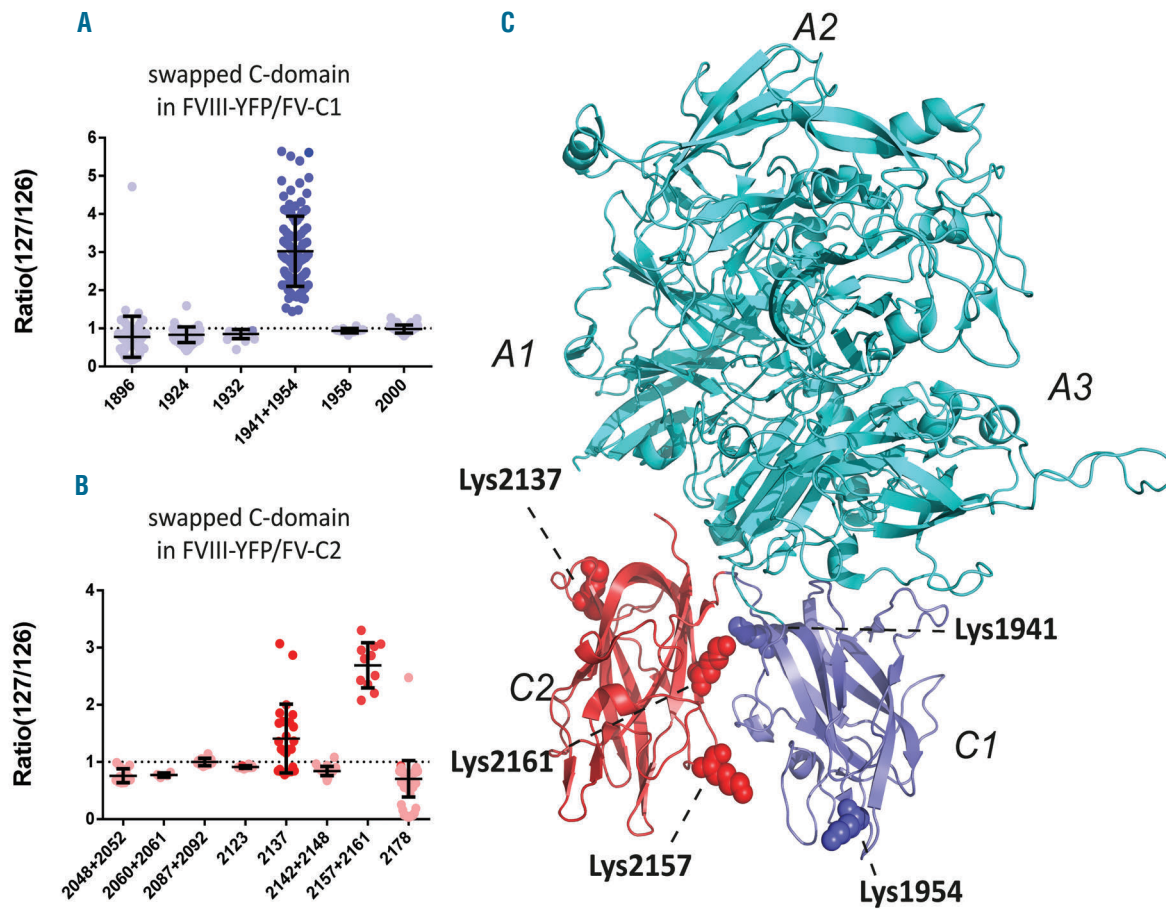 A
swapped C-domain
in FVIII-YFP/FV-C1
Ratio(127/126)
6
5
4
3
2
1
0
1896
1924
1932
1941+1954
1958
2000
B
swapped C-domain
in FVIII-YFP/FV-C2
Ratio(127/126)
4
3
2
1
0
2048+2052
2060+2061
2087+2092
2123
2137
2142+2148
2157+2161
2178
C
A2
A1
A3
Lys2137
Lys1941
C2
C1
Lys2161
Lys2157
Lys1954